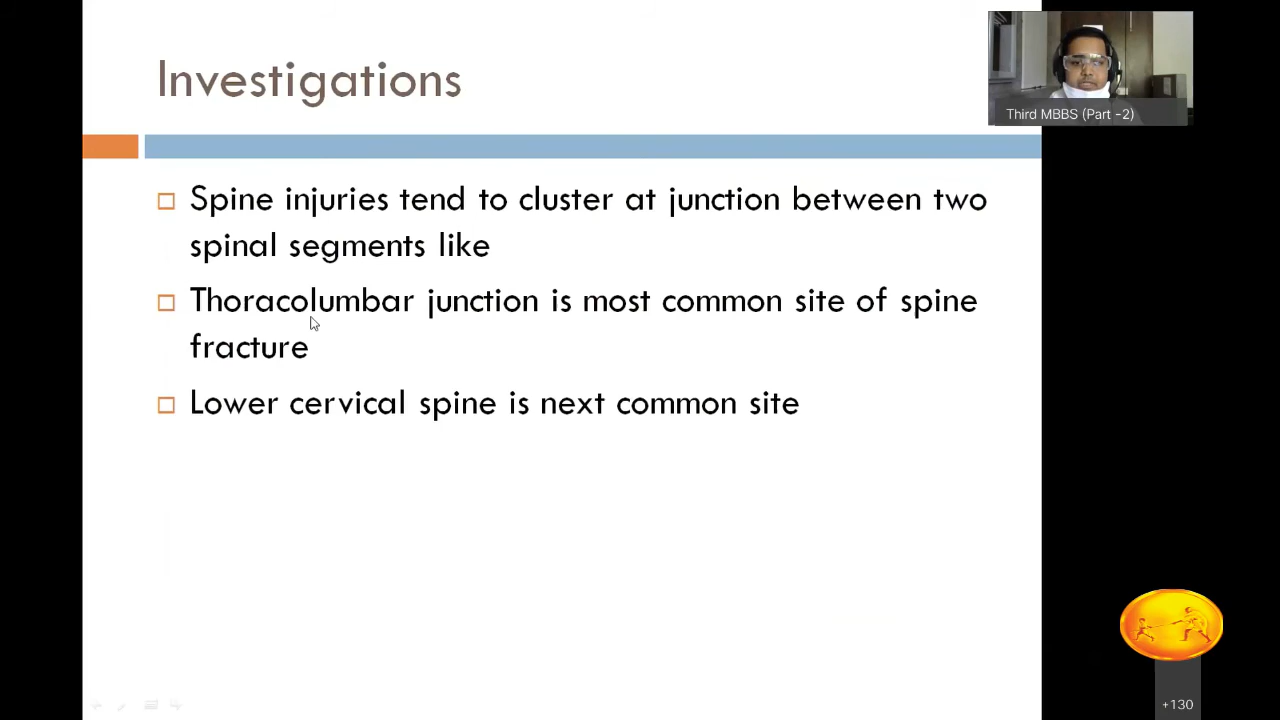 Investigations
Third MBBS (Part -2)
Spine injuries tend to cluster at junction between two
spinal segments like
Thoracolumbar junction is most common site of spine
fracture
Lower cervical spine is next common site
+130